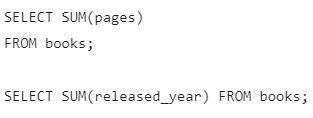 SELECT SUM(pages)
FROM books;
SELECT SUM(released_year) FROM books;